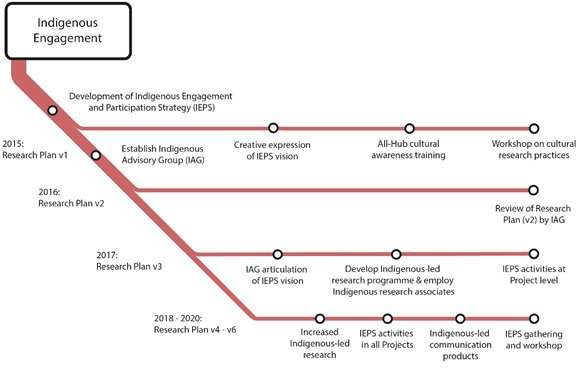 Indigenous
Engagement
Development of Indigenous Engagement
and Participation Strategy (IEPS)
2015:
Research Plan v1
Establish Indigenous
Advisory Group (IAG)
Creative expression
of IEPS vision
All-Hub cultural
awareness training
Workshop on cultural
research practices
2016:
Research Plan v2
Review of Research
Plan (v2) by IAG
2017:
Research Plan v3
IAG articulation
of IEPS vision
Develop Indigenous-led
research programme & employ
Indigenous research associates
IEPS activities at
Project level
2018 - 2020:
Research Plan v4 - v6
Increased
Indigenous-led
research
IEPS activities
in all Projects
Indigenous-led
communication
products
IEPS gathering
and workshop